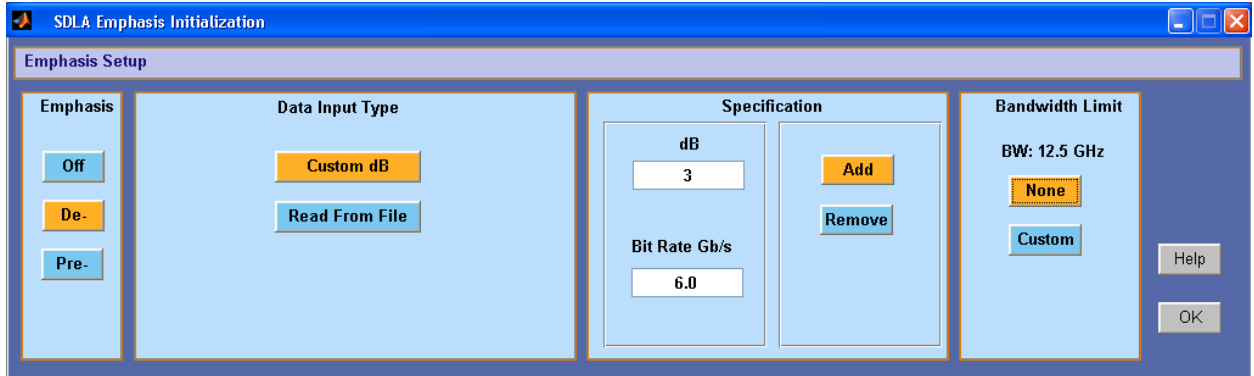 SDLA Emphasis Initialization
Emphasis Setup
Emphasis
Off
De-
Pre-
Data Input Type
Custom dB
Read From File
Specification
dB
3
Bit Rate Gb/s
6.0
Add
Remove
Bandwidth Limit
BW: 12.5 GHz
None
Custom
Help
OK